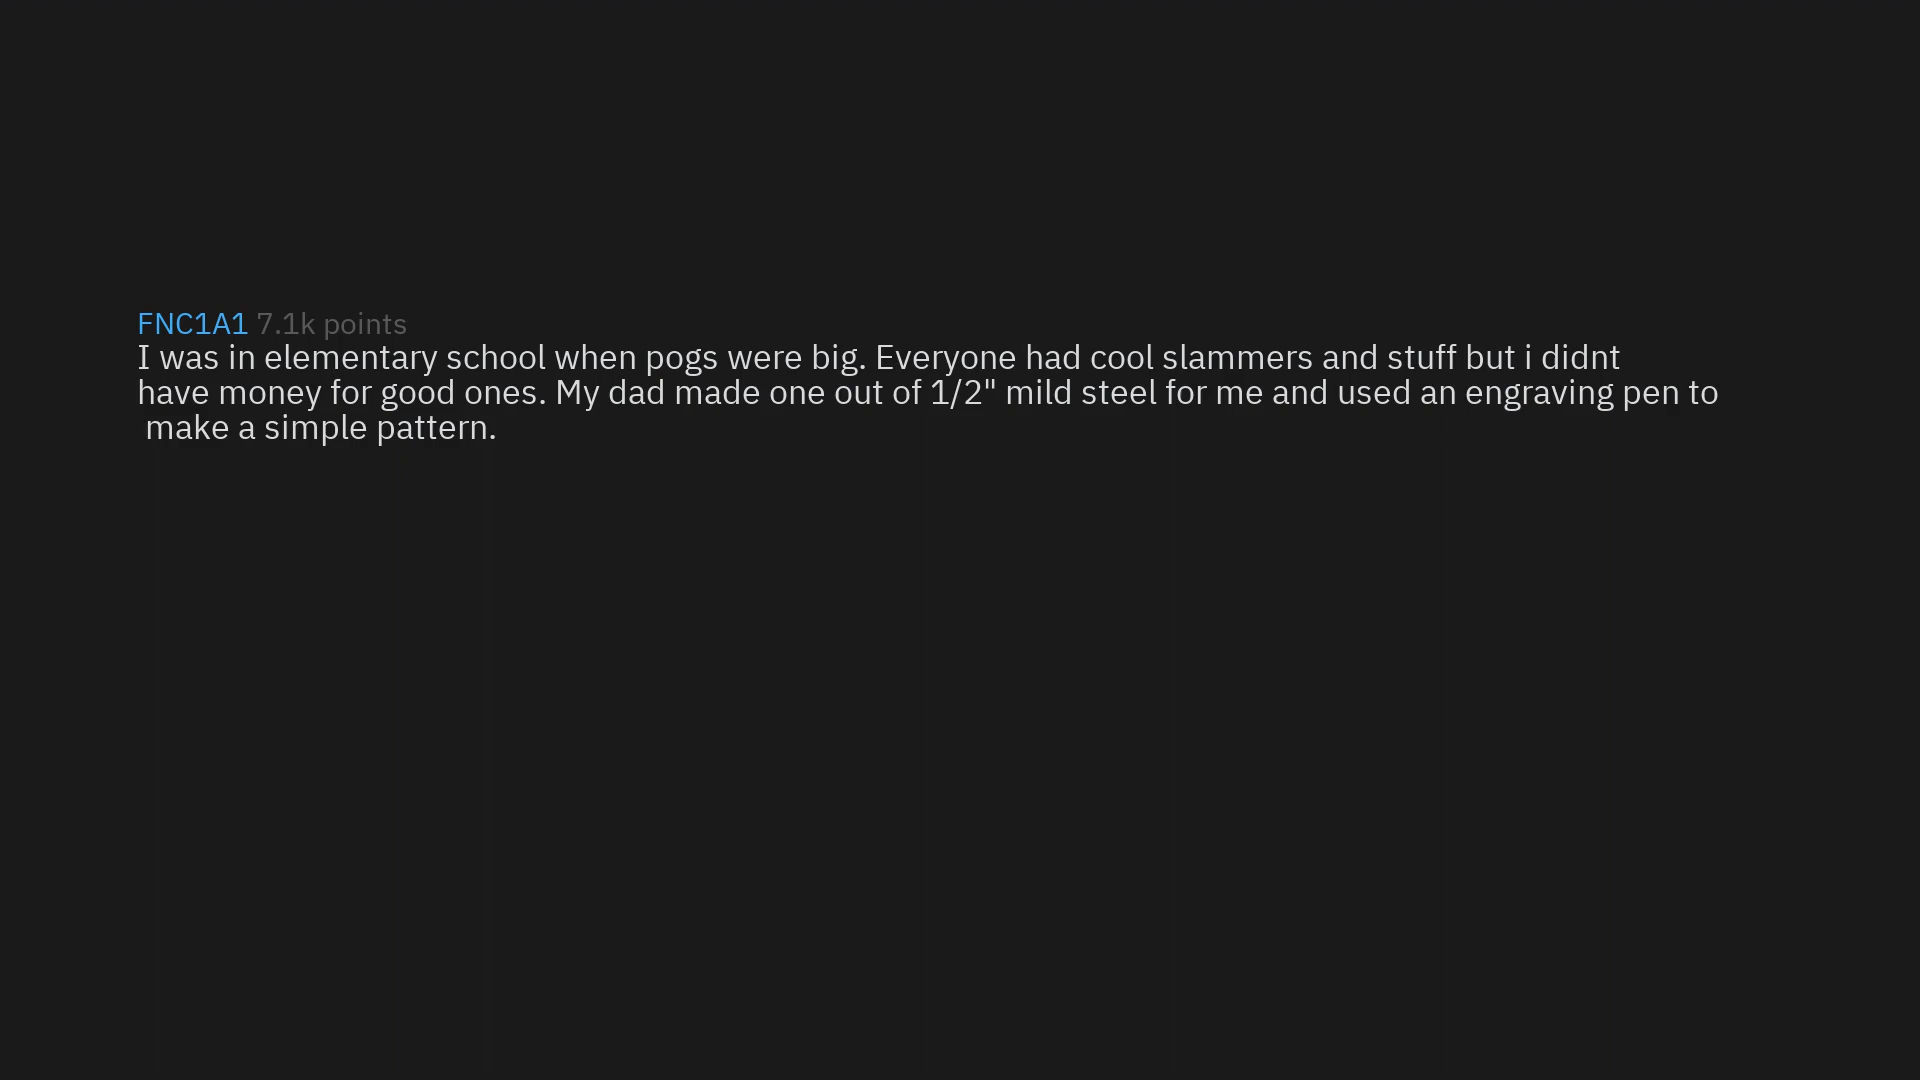 FNC1A1 7.1k points
I was in elementary school when pogs were big. Everyone had cool slammers and stuff but i didnt
have money for good ones. My dad made one out of 1/2" mild steel for me and used an engraving pen to
make a simple pattern.